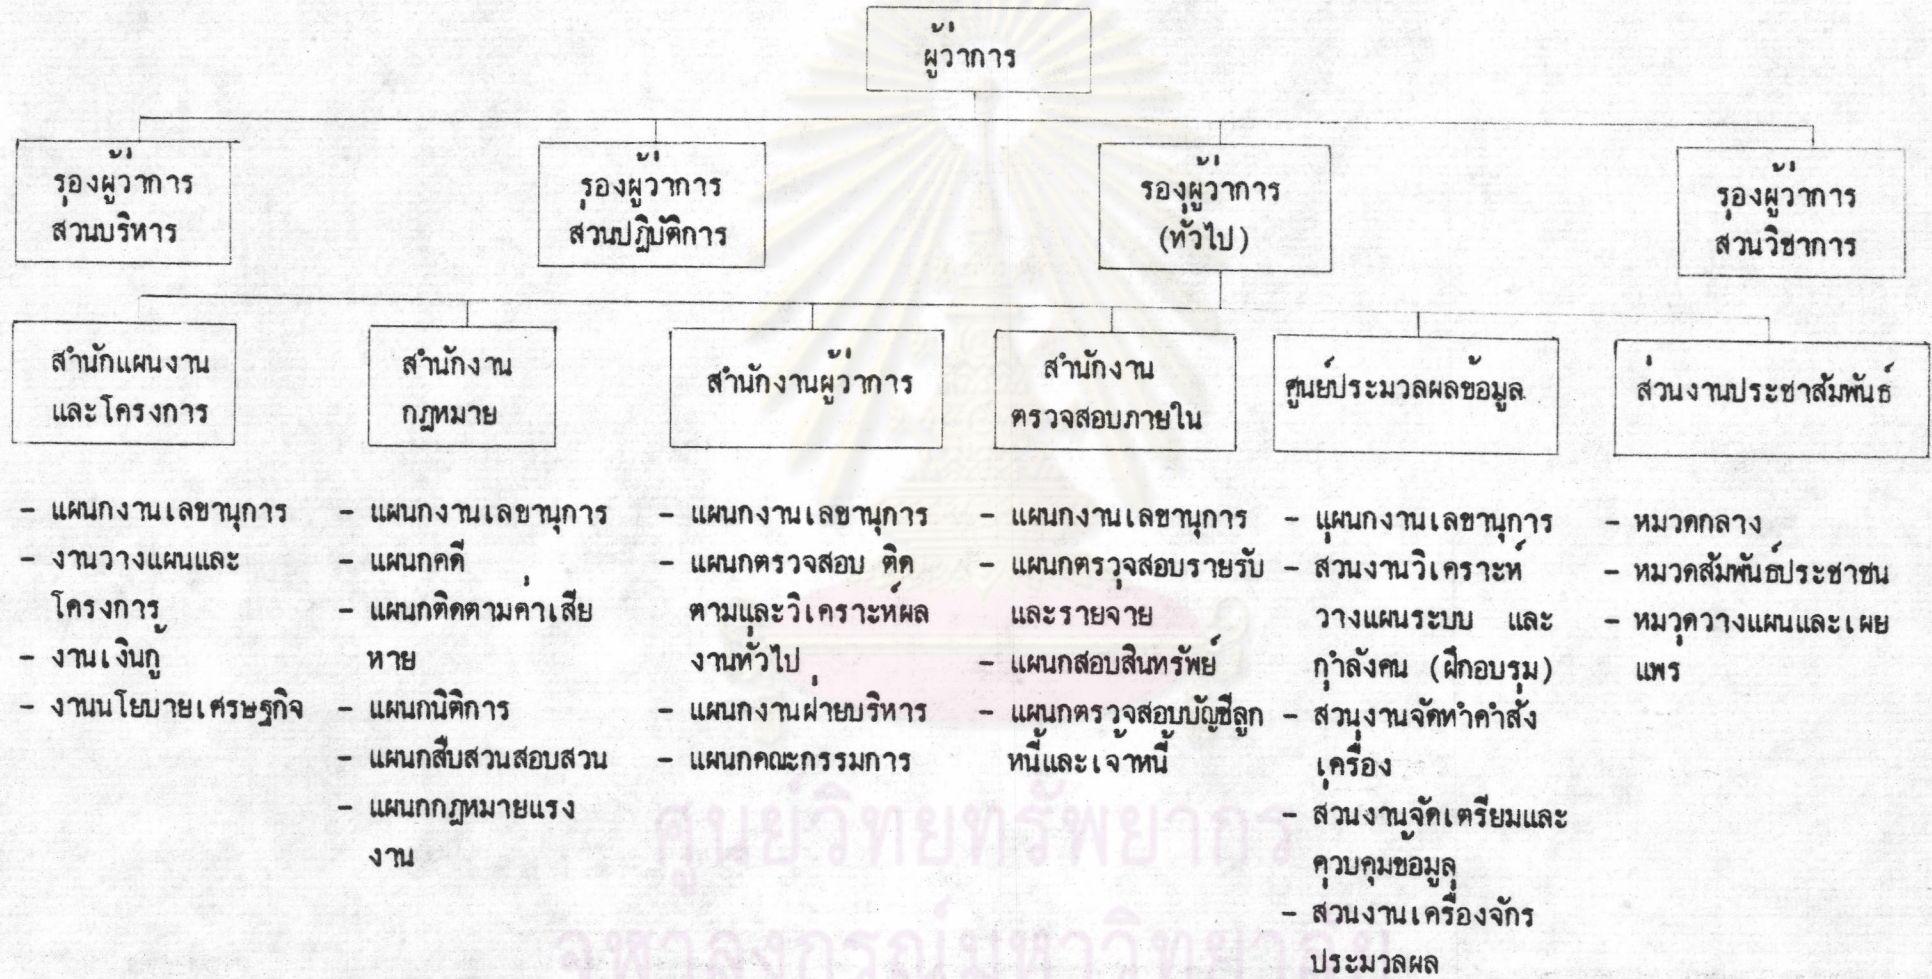 ผู้ว่าการ
รองผู้ว่าการ
ส่วนบริหาร
รองผู้ว่าการ
ส่วนปฏิบัติการ
รองผู้ว่าการ
(ทั่วไป)
รองผู้ว่าการ
ส่วนวิชาการ
สำนักแผนงาน
และโครงการ
สำนักงาน
กฎหมาย
สำนักงานผู้ว่าการ
สำนักงาน
ตรวจสอบภายใน
ศูนย์ประมวลผลข้อมูล
ส่วนงานประชาสัมพันธ์
- แผนกงานเลขานุการ
- งานวางแผนและ
โครงการ
- งานเงินกู้
- งานนโยบายเศรษฐกิจ
- แผนกงานเลขานุการ
- แผนกคดี
- แผนกติดตามค่าเสีย
หาย
- แผนกนิติการ
- แผนกสืบสวนสอบสวน
- แผนกกฎหมายแรง
งาน
- แผนกงานเลขานุการ
- แผนกตรวจสอบ ติด
ตามและวิเคราะห์ผล
งานทั่วไป
- แผนกงานฝ่ายบริหาร
- แผนกคณะกรรมการ
- แผนกงานเลขานุการ
- แผนกตรวจสอบรายรับ
และรายจ่าย
- แผนกสอบสินทรัพย์
- แผนกตรวจสอบบัญชีลูก
หนี้และเจ้าหนี้
- แผนกงานเลขานุการ
- ส่วนงานวิเคราะห์
วางแผนระบบ และ
กำลังคน (ฝึกอบรม)
- ส่วนงานจัดทำคำสั่ง
เครื่อง
- ส่วนงานจัดเตรียมและ
ควบคุมข้อมูล
- ส่วนงานเครื่องจักร
ประมวลผล
- หมวดกลาง
- หมวดสัมพันธ์ประชาชน
- หมวดวางแผนและเผย
แพร่
ศูนย์วิทยทรัพยากร
จุฬาลงกรณ์มหาวิทยาลัย